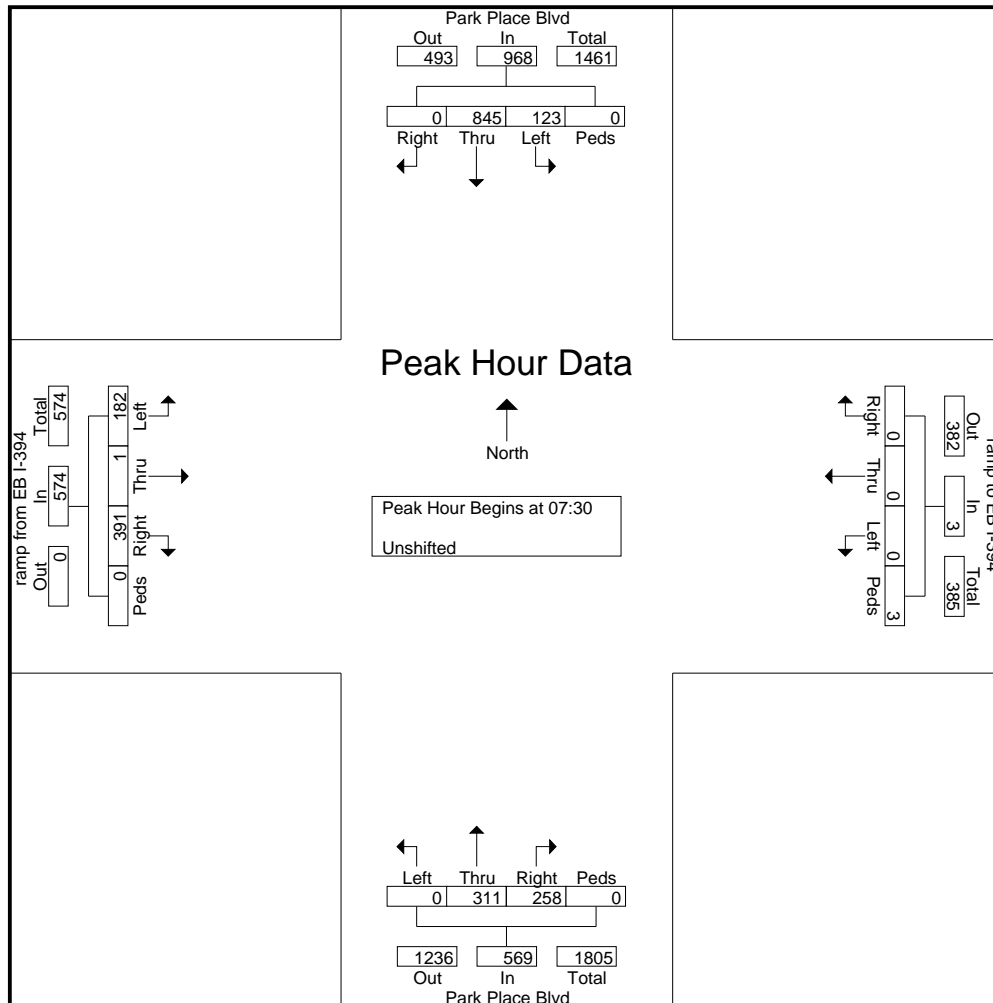 Park Place Blvd
Out In Total
493 968 1461
0 845 123 0
Right Thru Left Peds
Peak Hour Data
North
Peak Hour Begins at 07:30
Unshifted
ramp from EB I-394
Total In Out
574 574 0
182 1 391 0
Left Thru Right Peds
Right Thru Left Peds
0 0 0 3
382 3 385
Out In Total
ramp to EB I-394
Left Thru Right Peds
0 311 258 0
1236 569 1805
Out In Total
Park Place Blvd